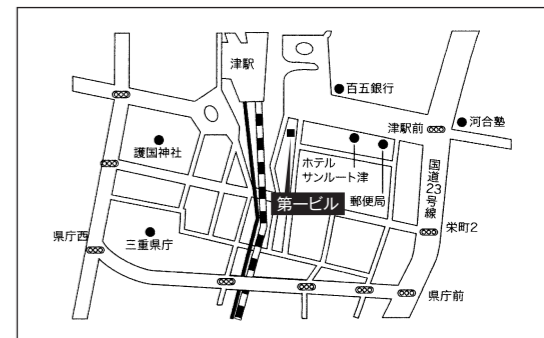 津駅
百五銀行
津駅前
河合塾
護国神社
ホテル
サンルート津
郵便局
国道23号線
第一ビル
栄町2
県庁西
三重県庁
県庁前